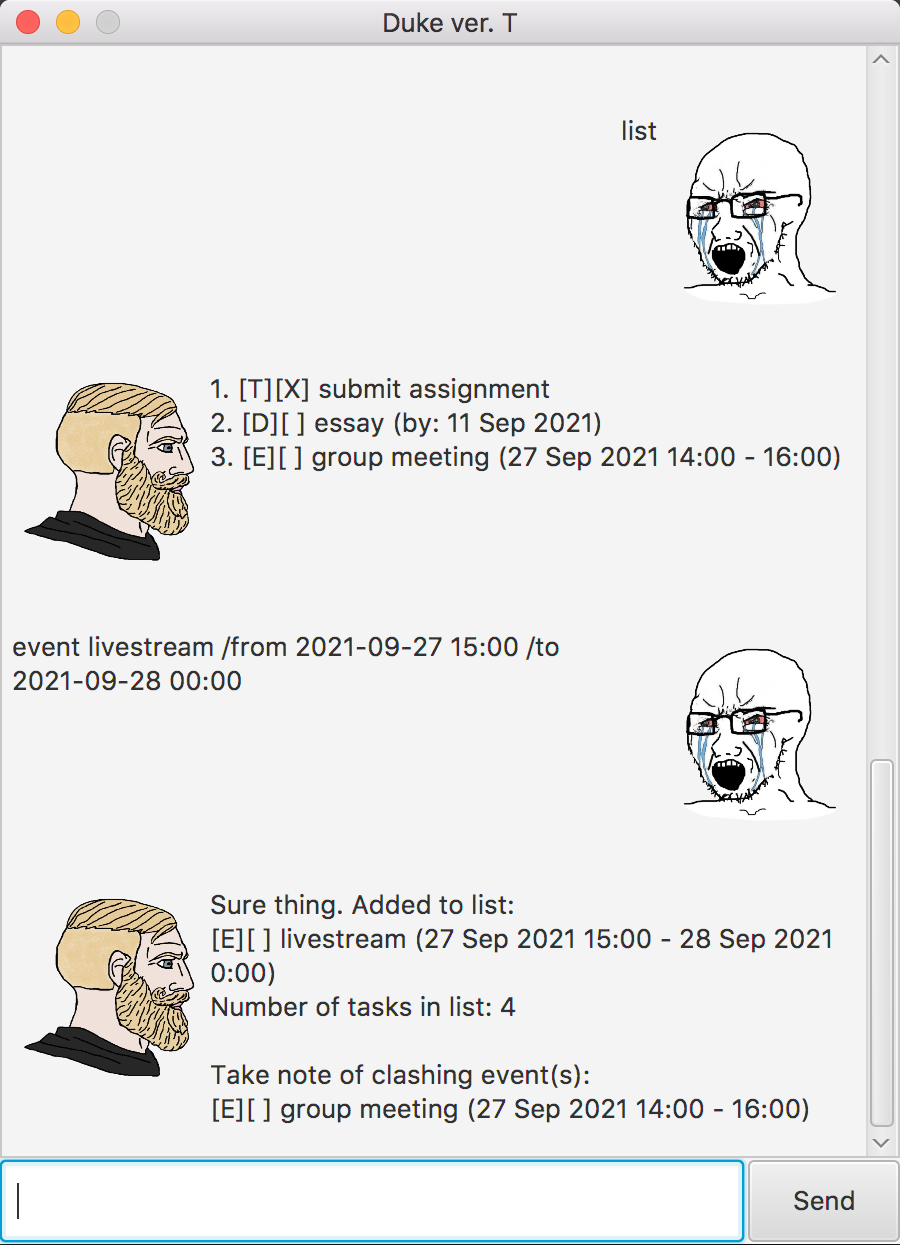 Duke ver. T
list
1. [T][X] submit assignment
2. [D][ ] essay (by: 11 Sep 2021)
3. [E][ ] group meeting (27 Sep 2021 14:00 - 16:00)
event livestream /from 2021-09-27 15:00 /to
2021-09-28 00:00
Sure thing. Added to list:
[E][ ] livestream (27 Sep 2021 15:00 - 28 Sep 2021
0:00)
Number of tasks in list: 4
Take note of clashing event(s):
[E][ ] group meeting (27 Sep 2021 14:00 - 16:00)
Send